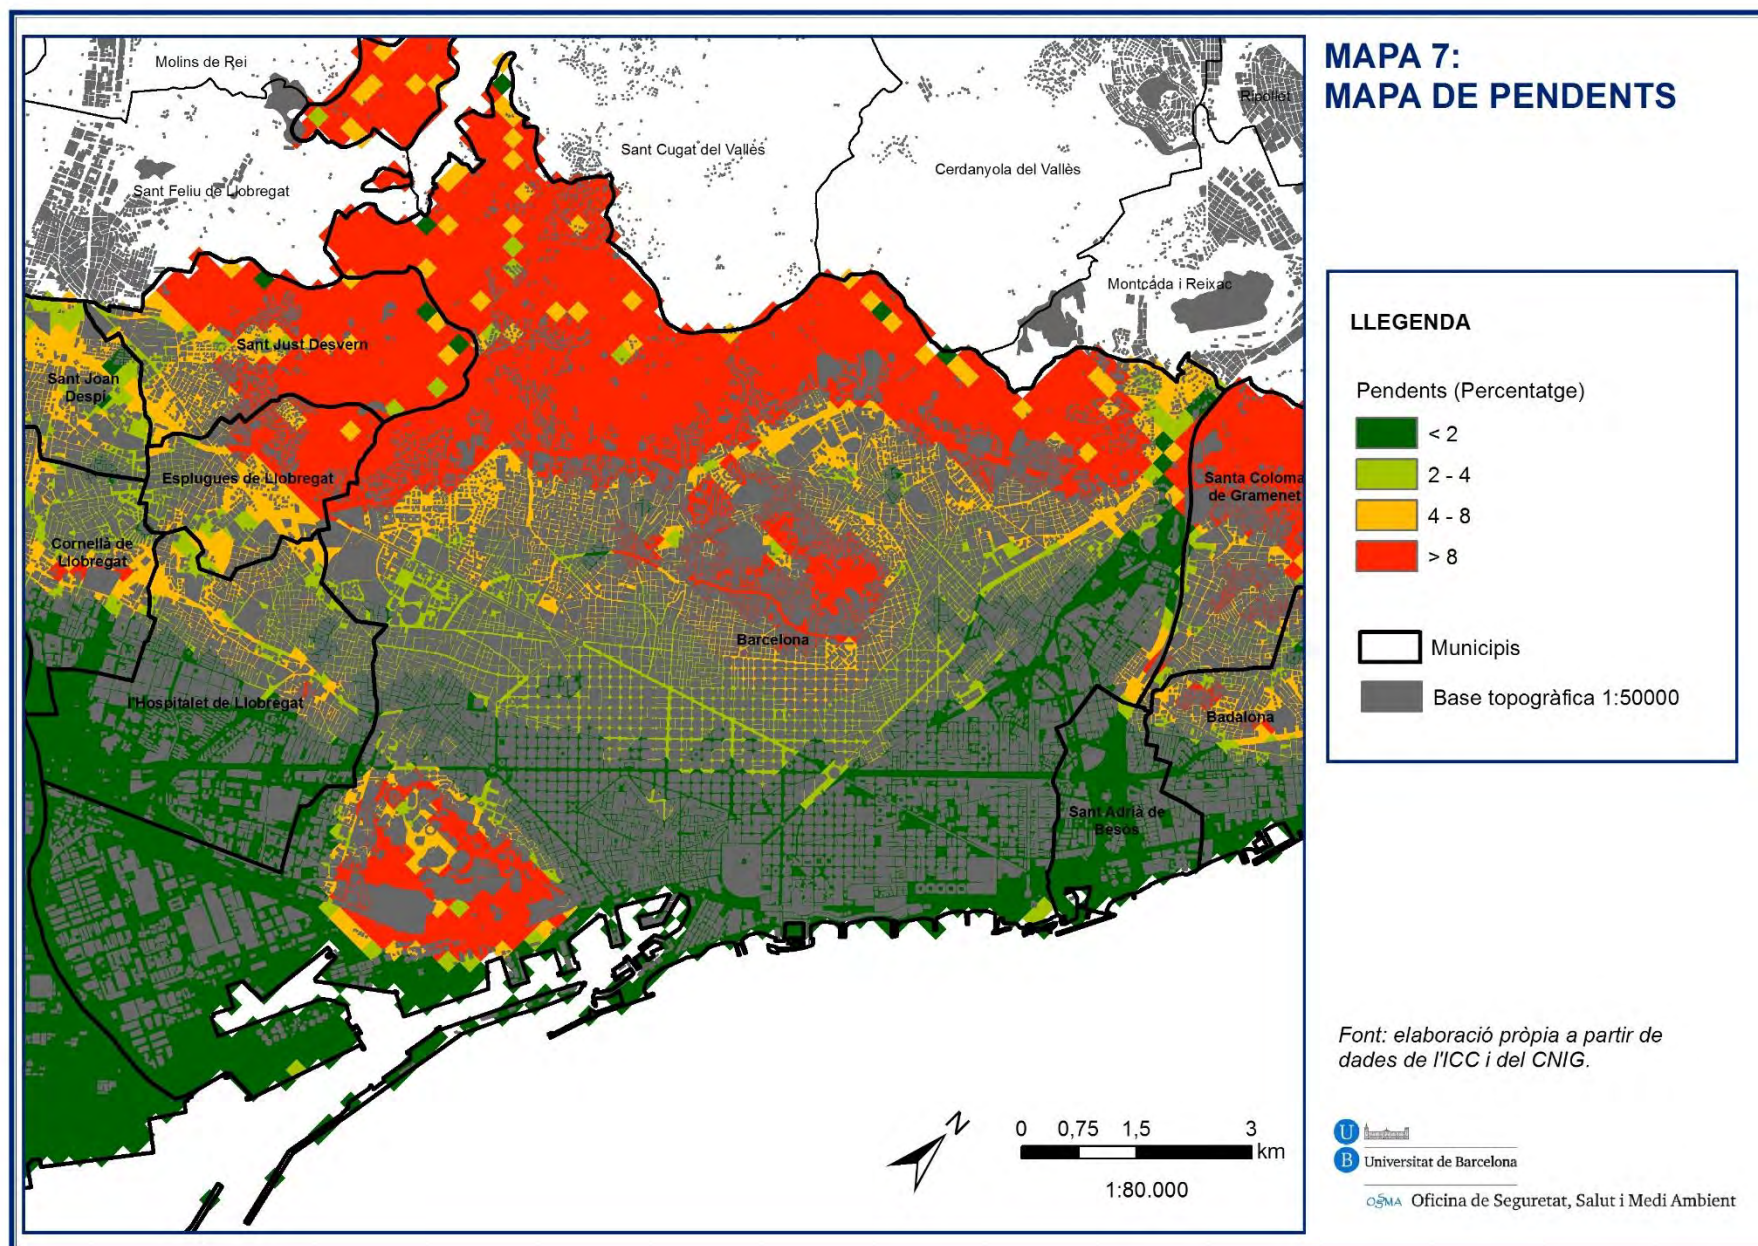 MAPA 7:
MAPA DE PENDENTS
Molins de Rei
Ripollet
Sant Cugat del Vallès
Cerdanyola del Vallès
Sant Feliu de Llobregat
Montcada i Reixac
Sant Just Desvern
Sant Joan
Despí
Esplugues de Llobregat
Santa Coloma
de Gramenet
Cornellà de
Llobregat
Barcelona
l'Hospitalet de Llobregat
Badalona
Sant Adrià de
Besòs
LLEGENDA
Pendents (Percentatge)
< 2
2 - 4
4 - 8
> 8
Municipis
Base topogràfica 1:50000
Font: elaboració pròpia a partir de
dades de l'ICC i del CNIG.
N
0 0,75 1,5 3
km
1:80.000
U
B
Universitat de Barcelona
OSMA Oficina de Seguretat, Salut i Medi Ambient